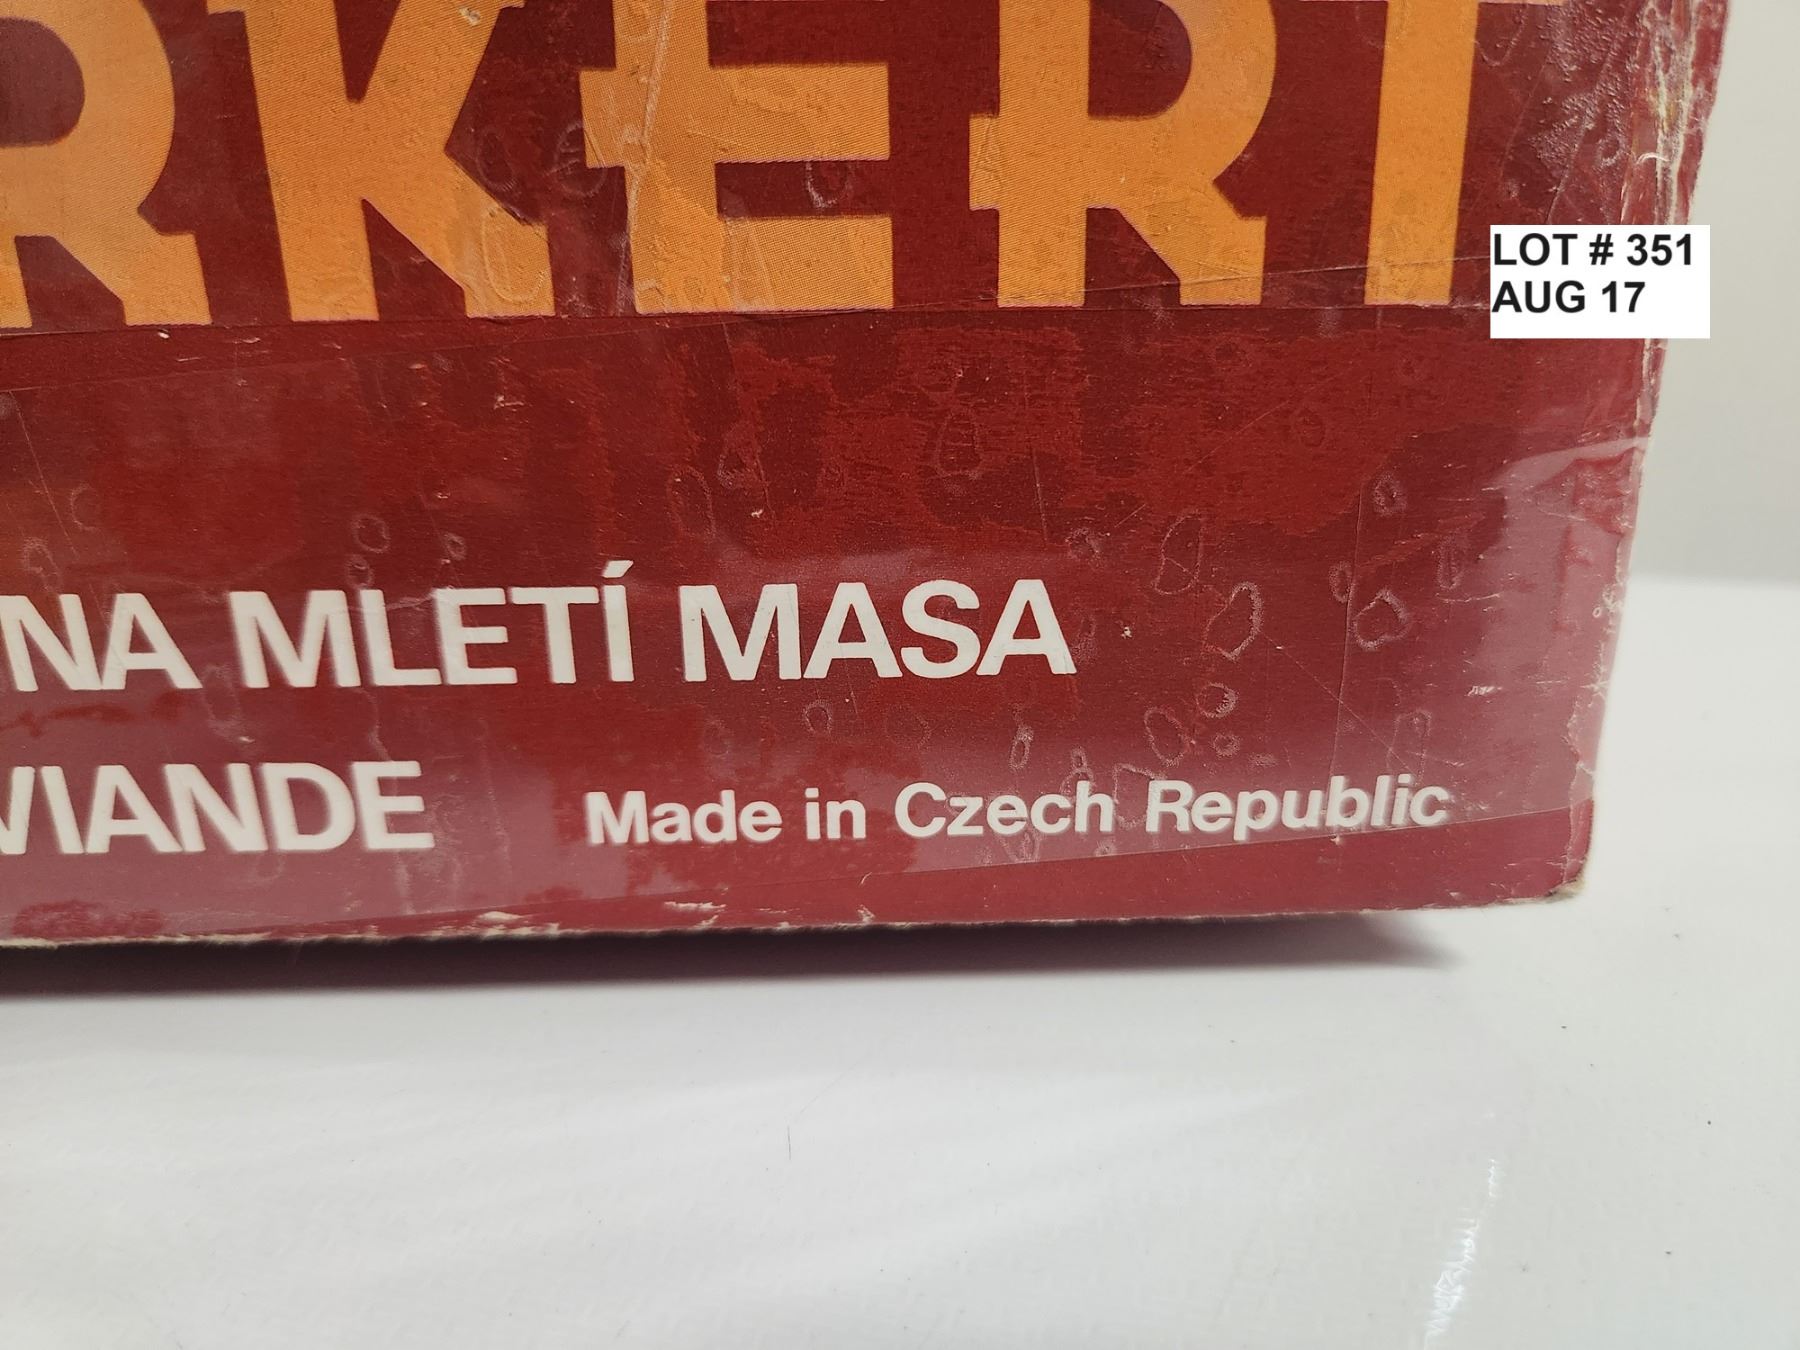 RKERT
LOT # 351
AUG 17
NA MLETÍ MASA
VIANDE Made in Czech Republic